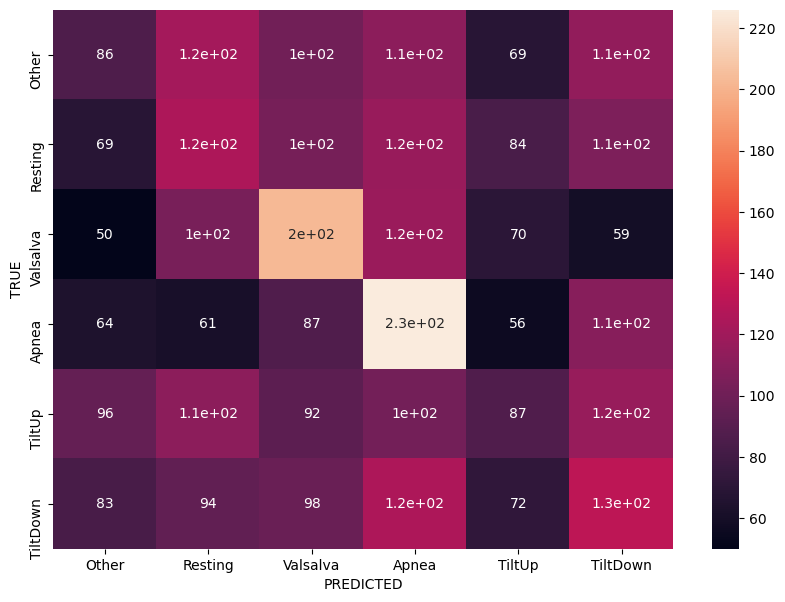 Other 86 1.2e+02 1e+02 1.1e+02 69 1.1e+02
Resting 69 1.2e+02 1e+02 1.2e+02 84 1.1e+02
Valsalva 50 1e+02 2e+02 1.2e+02 70 59
Apnea 64 61 87 2.3e+02 56 1.1e+02
TiltUp 96 1.1e+02 92 1e+02 87 1.2e+02
TiltDown 83 94 98 1.2e+02 72 1.3e+02
Other Resting Valsalva Apnea TiltUp TiltDown
PREDICTED
TRUE
220
200
180
160
140
120
100
80
60